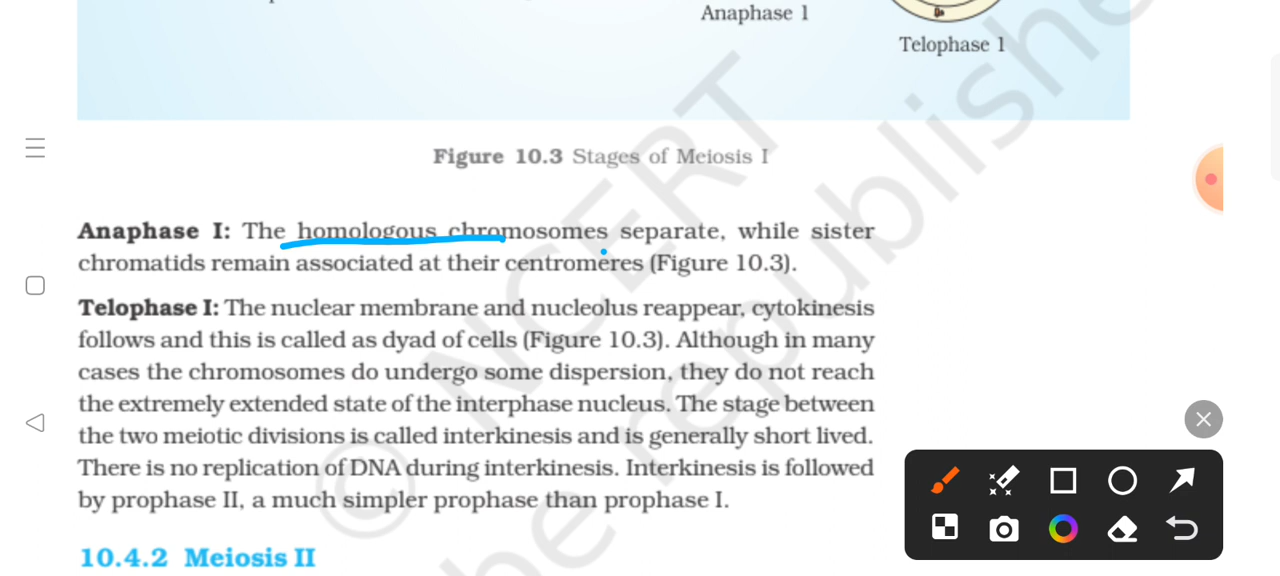 Anaphase 1
Telophase 1
Figure 10.3 Stages of Meiosis I
Anaphase I: The homologous chromosomes separate, while sister
chromatids remain associated at their centromeres (Figure 10.3).
Telophase I: The nuclear membrane and nucleolus reappear, cytokinesis
follows and this is called as dyad of cells (Figure 10.3). Although in many
cases the chromosomes do undergo some dispersion, they do not reach
the extremely extended state of the interphase nucleus. The stage between
the two meiotic divisions is called interkinesis and is generally short lived.
There is no replication of DNA during interkinesis. Interkinesis is followed
by prophase II, a much simpler prophase than prophase I.
10.4.2 Meiosis II
© NCERT
be republishe